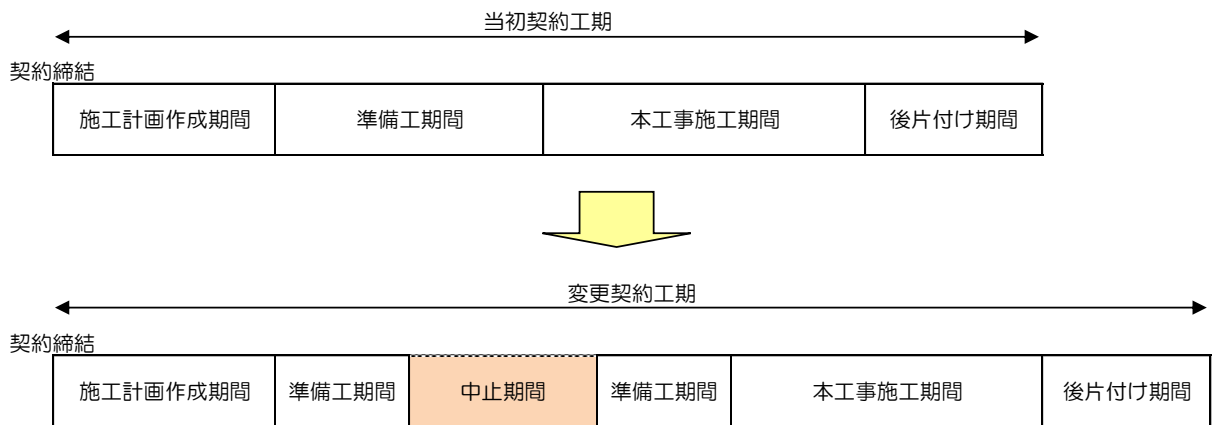 当初契約工期
契約締結
施工計画作成期間 準備工期間 本工事施工期間 後片付け期間
変更契約工期
契約締結
施工計画作成期間 準備工期間 中止期間 準備工期間 本工事施工期間 後片付け期間